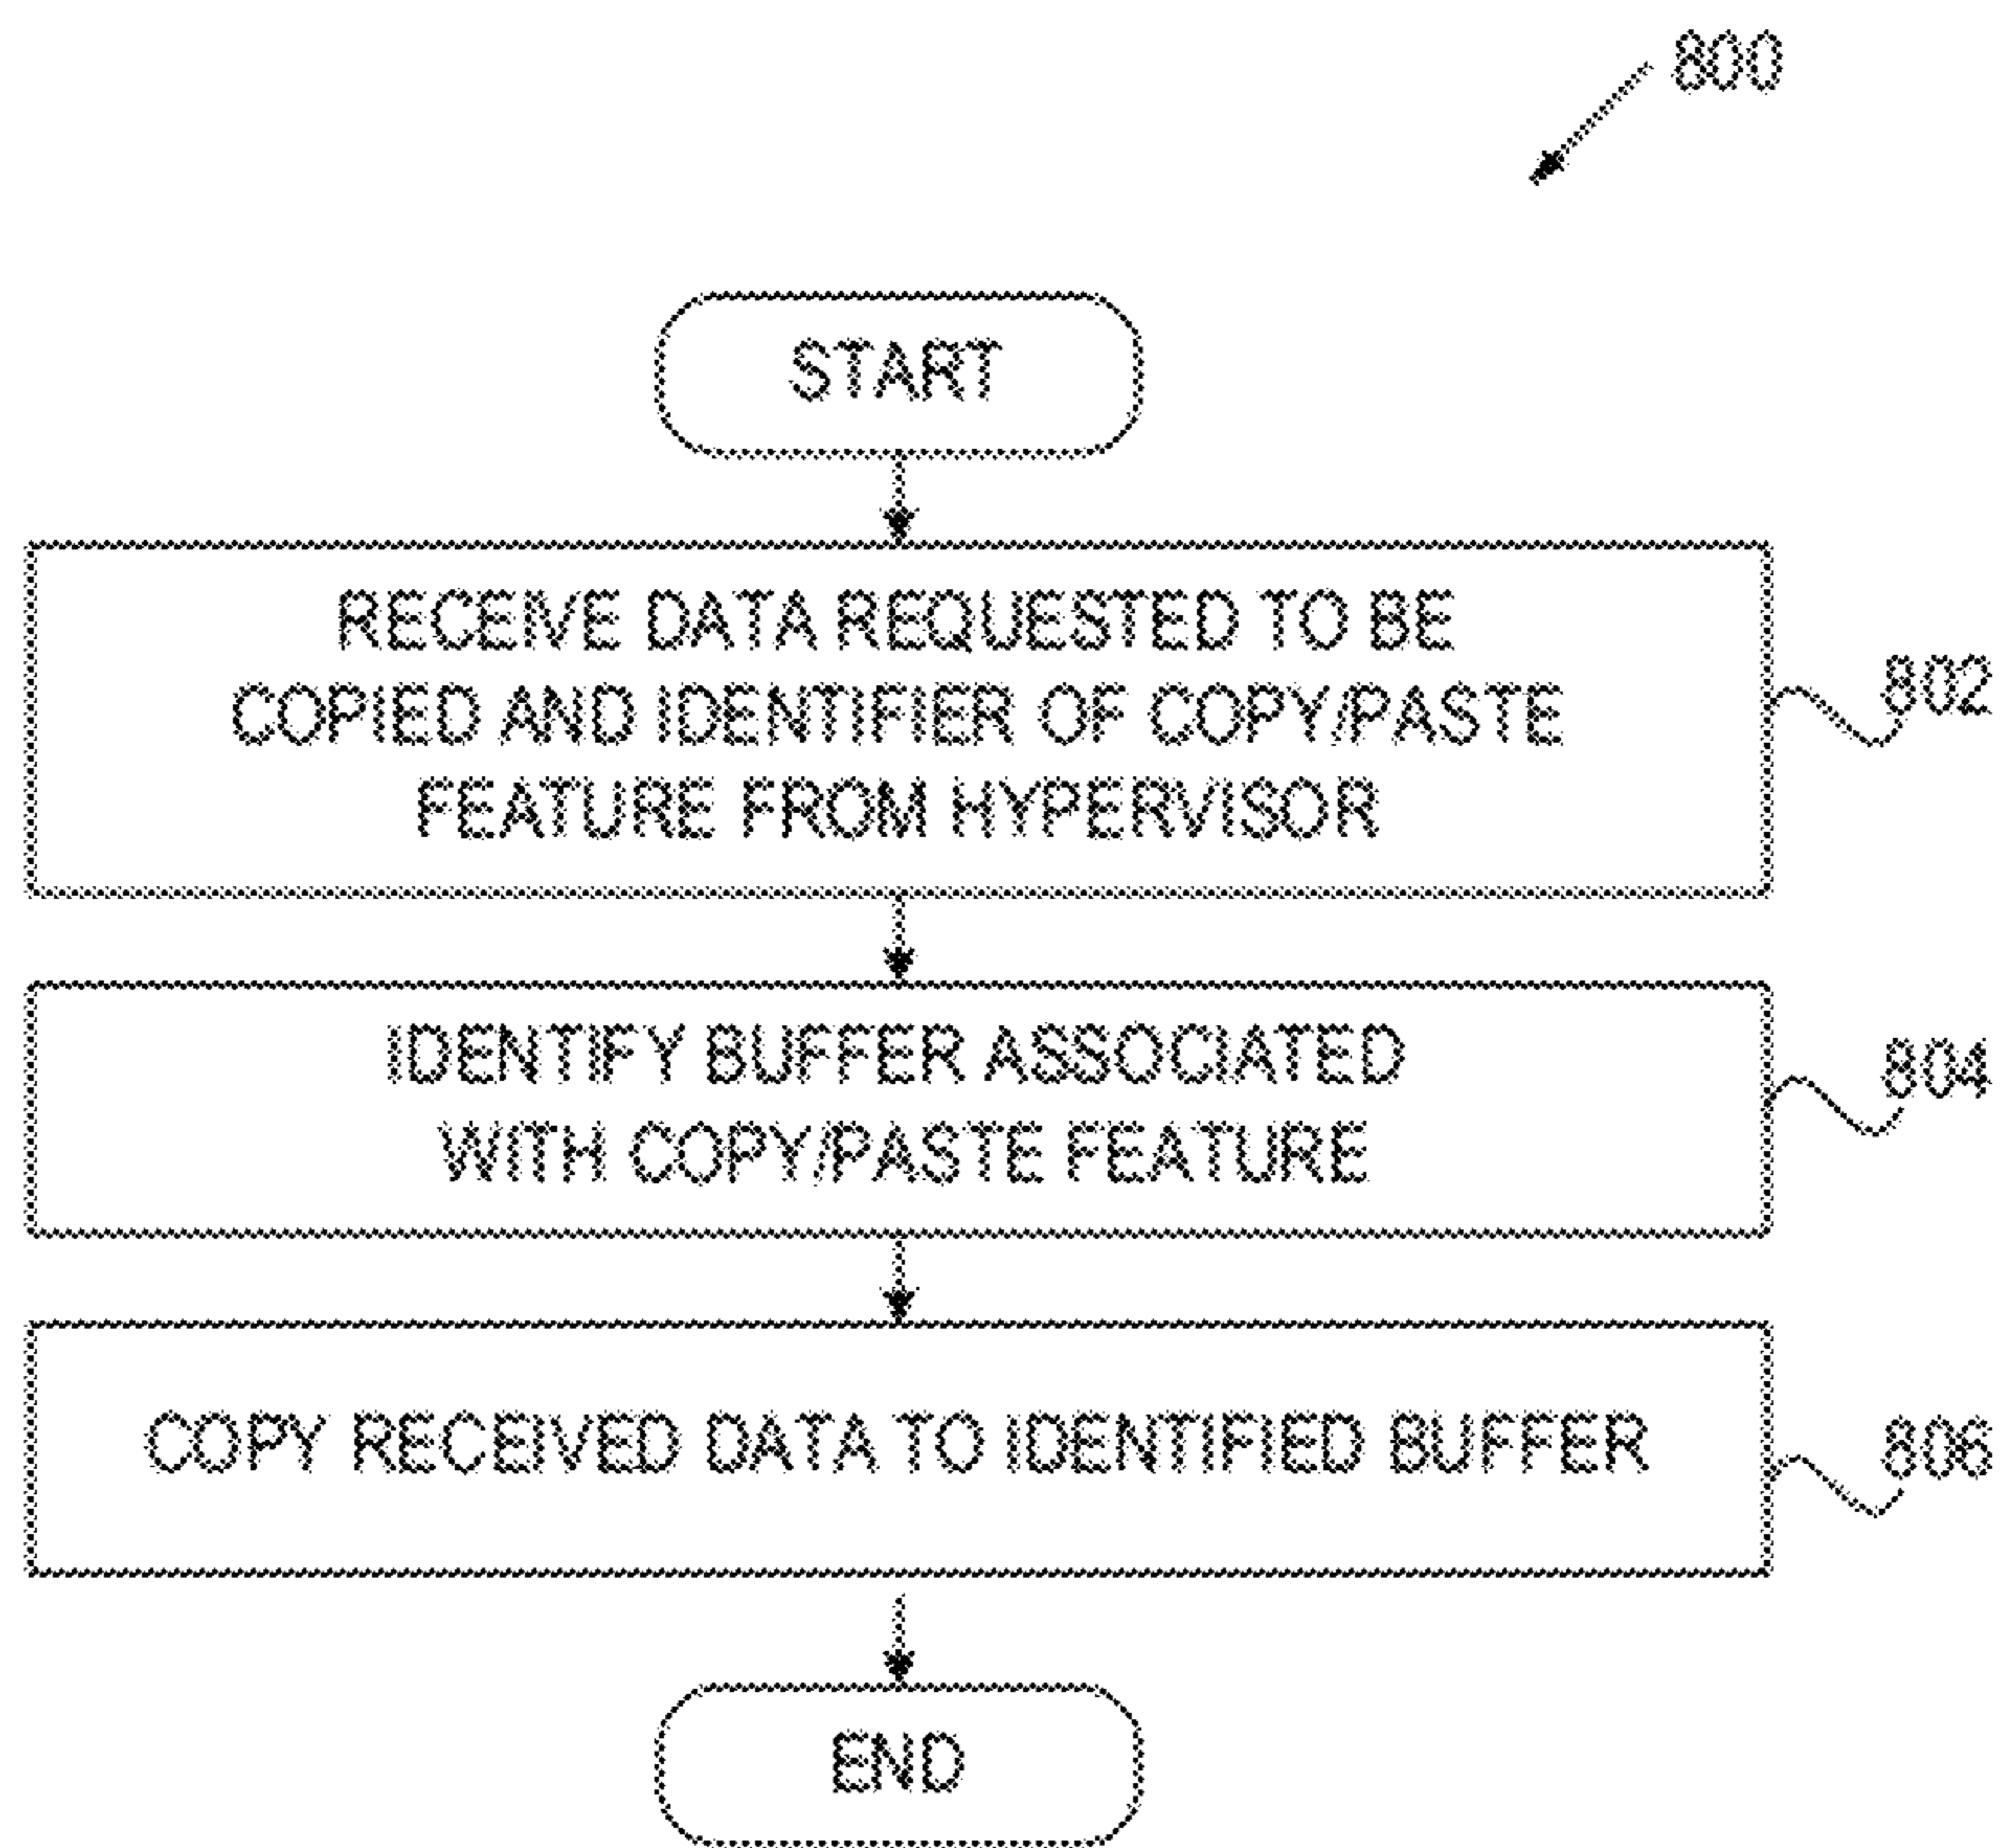 800
START
RECEIVE DATA REQUESTED TO BE
COPIED AND IDENTIFIER OF COPY/PASTE
FEATURE FROM HYPERVISOR
802
IDENTIFY BUFFER ASSOCIATED
WITH COPY/PASTE FEATURE
804
COPY RECEIVED DATA TO IDENTIFIED BUFFER
806
END